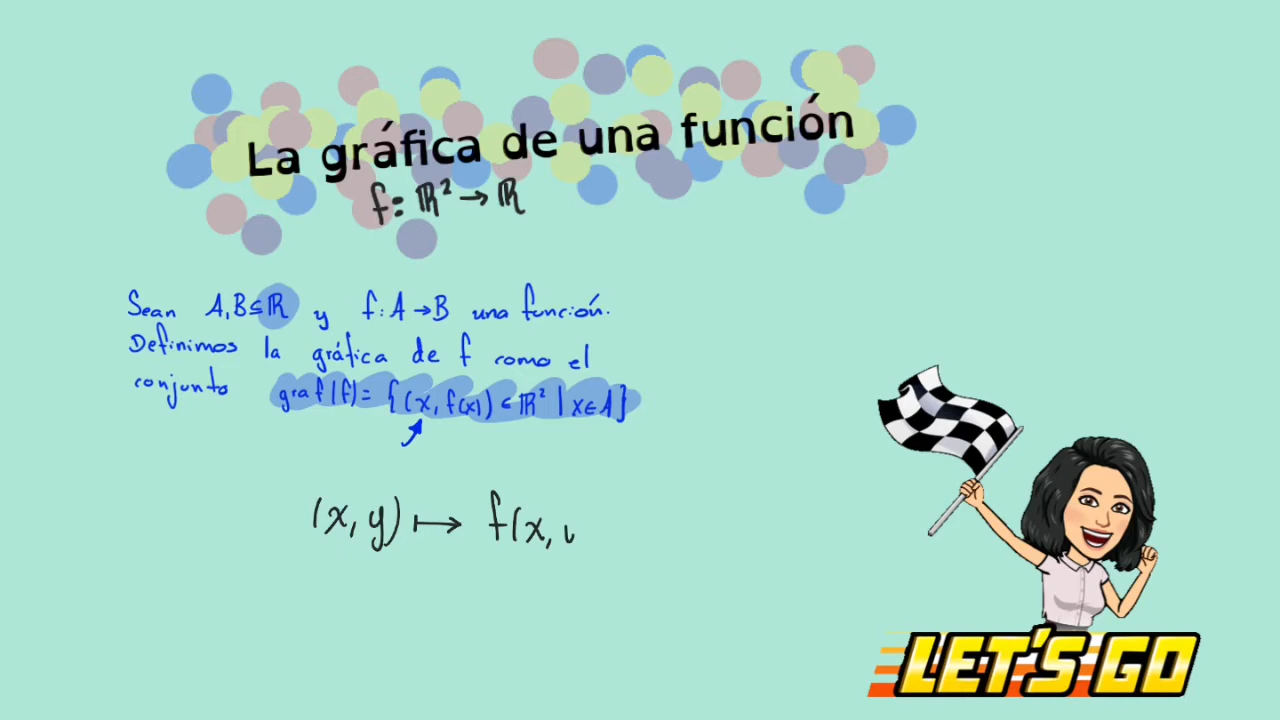 La gráfica de una función
f: ℝ² → ℝ
Sean A, B ⊆ ℝ y f: A → B una función.
Definimos la gráfica de f como el
conjunto graf(f) = {(x, f(x)) ∈ ℝ² | x ∈ A}
(x, y) ↦ f(x,
LET'S GO